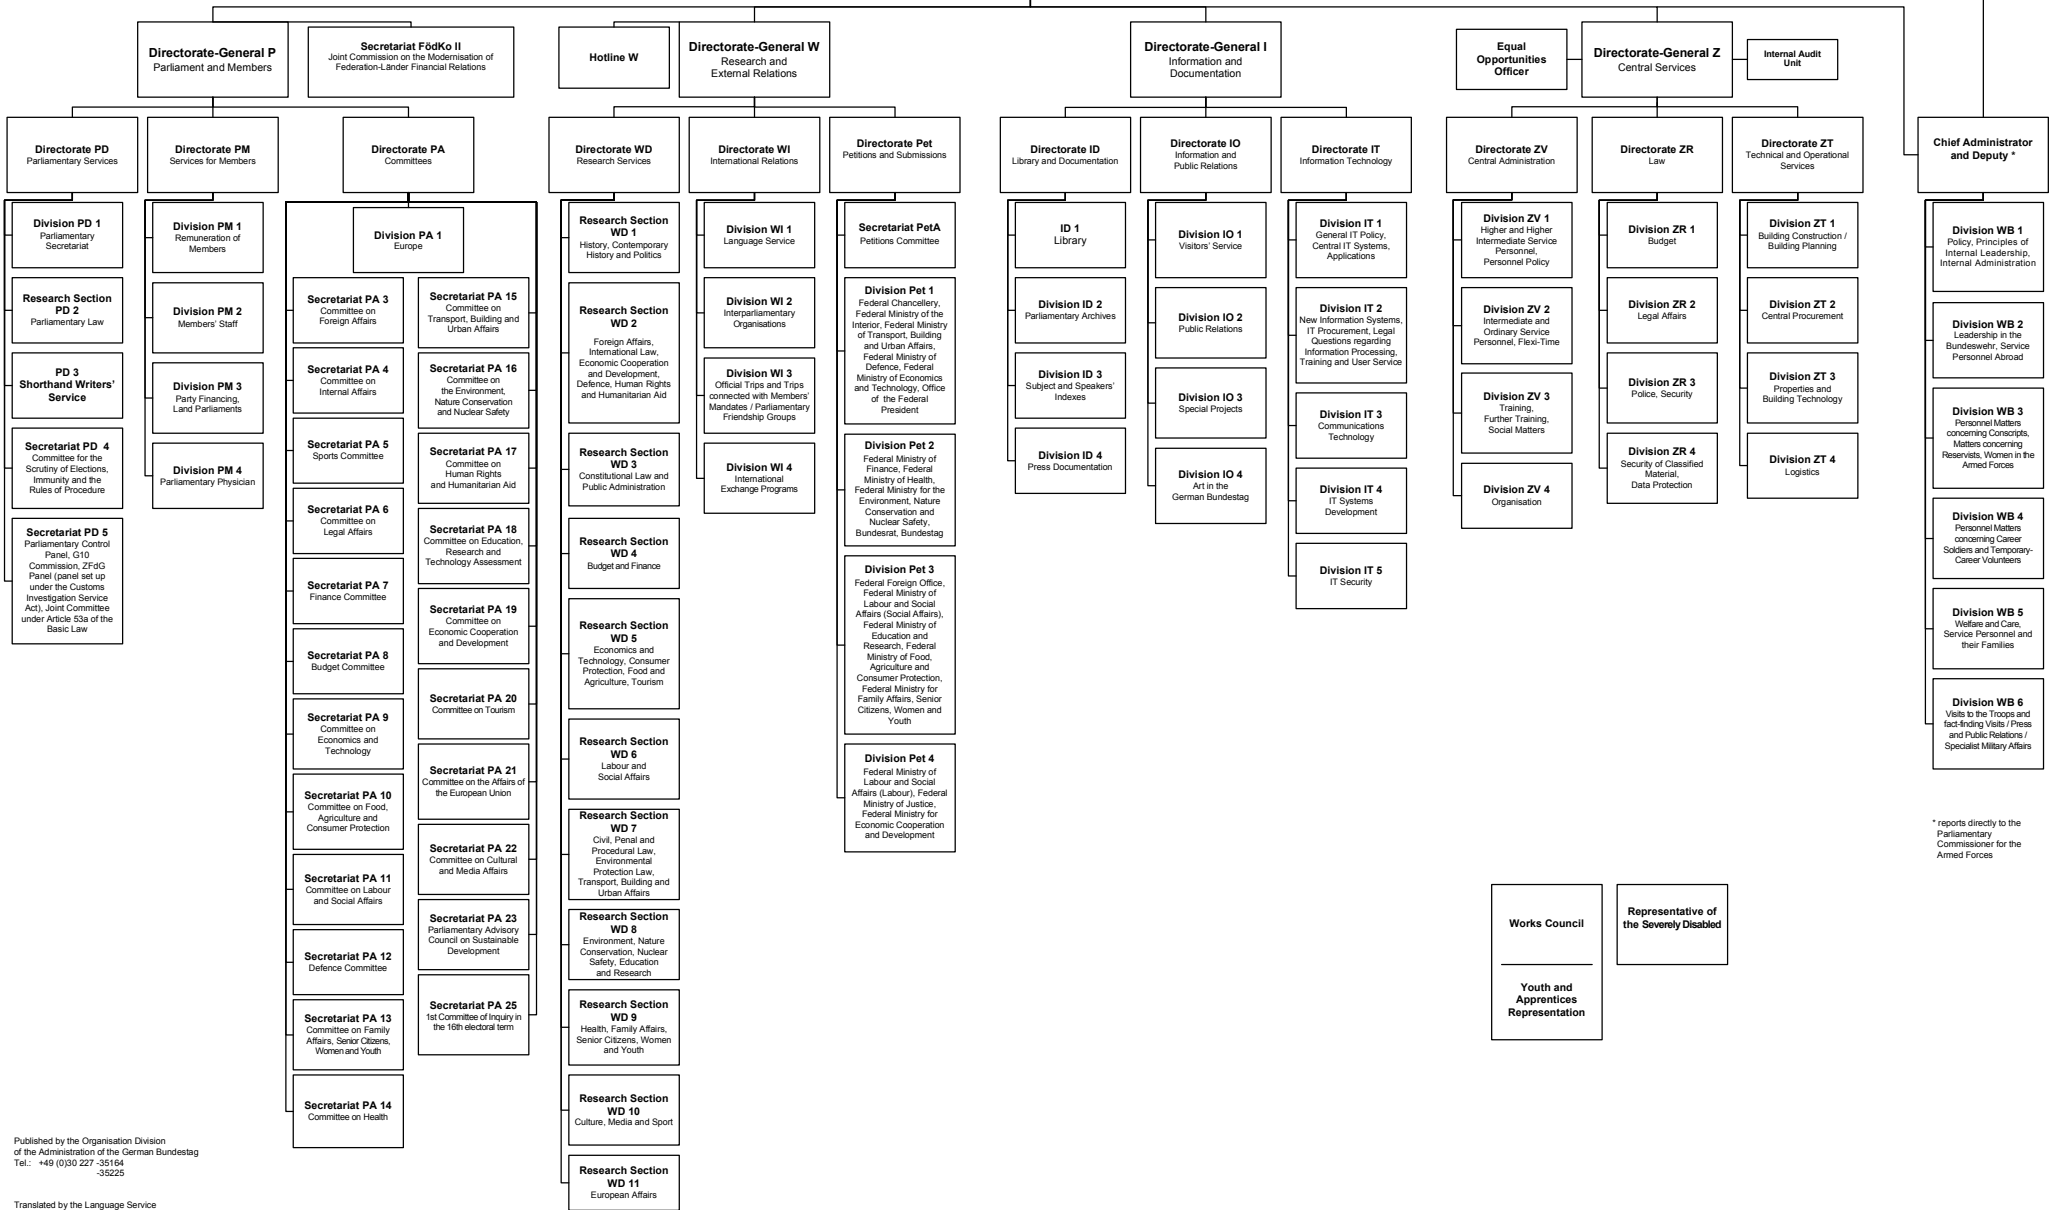 Directorate-General P
Parliament and Members
Secretariat FödKo II
Joint Commission on the Modernisation of
Federation-Länder Financial Relations
Hotline W
Directorate-General W
Research and
External Relations
Directorate-General I
Information and
Documentation
Equal
Opportunities
Officer
Directorate-General Z
Central Services
Internal Audit
Unit
Directorate PD
Parliamentary Services
Directorate PM
Services for Members
Directorate PA
Committees
Directorate WD
Research Services
Directorate WI
International Relations
Directorate Pet
Petitions and Submissions
Directorate ID
Library and Documentation
Directorate IO
Information and
Public Relations
Directorate IT
Information Technology
Directorate ZV
Central Administration
Directorate ZR
Law
Directorate ZT
Technical and Operational
Services
Chief Administrator
and Deputy *
Division PD 1
Parliamentary
Secretariat
Research Section
PD 2
Parliamentary Law
PD 3
Shorthand Writers'
Service
Secretariat PD 4
Committee for the
Scrutiny of Elections,
Immunity and the
Rules of Procedure
Secretariat PD 5
Parliamentary Control
Panel, G10
Commission, ZFdG
Panel (panel set up
under the Customs
Investigation Service
Act), Joint Committee
under Article 53a of the
Basic Law
Division PM 1
Remuneration of
Members
Division PM 2
Members' Staff
Division PM 3
Party Financing,
Land Parliaments
Division PM 4
Parliamentary Physician
Division PA 1
Europe
Secretariat PA 3
Committee on
Foreign Affairs
Secretariat PA 4
Committee on
Internal Affairs
Secretariat PA 5
Sports Committee
Secretariat PA 6
Committee on
Legal Affairs
Secretariat PA 7
Finance Committee
Secretariat PA 8
Budget Committee
Secretariat PA 9
Committee on
Economics and
Technology
Secretariat PA 10
Committee on Food,
Agriculture and
Consumer Protection
Secretariat PA 11
Committee on Labour
and Social Affairs
Secretariat PA 12
Defence Committee
Secretariat PA 13
Committee on Family
Affairs, Senior Citizens,
Women and Youth
Secretariat PA 14
Committee on Health
Secretariat PA 15
Committee on
Transport, Building and
Urban Affairs
Secretariat PA 16
Committee on
the Environment,
Nature Conservation
and Nuclear Safety
Secretariat PA 17
Committee on
Human Rights
and Humanitarian Aid
Secretariat PA 18
Committee on Education,
Research and
Technology Assessment
Secretariat PA 19
Committee on
Economic Cooperation
and Development
Secretariat PA 20
Committee on Tourism
Secretariat PA 21
Committee on the Affairs of
the European Union
Secretariat PA 22
Committee on Cultural
and Media Affairs
Secretariat PA 23
Parliamentary Advisory
Council on Sustainable
Development
Secretariat PA 25
1st Committee of Inquiry in
the 16th electoral term
Research Section
WD 1
History, Contemporary
History and Politics
Research Section
WD 2
Foreign Affairs,
International Law,
Economic Cooperation
and Development,
Defence, Human Rights
and Humanitarian Aid
Research Section
WD 3
Constitutional Law and
Public Administration
Research Section
WD 4
Budget and Finance
Research Section
WD 5
Economics and
Technology, Consumer
Protection, Food and
Agriculture, Tourism
Research Section
WD 6
Labour and
Social Affairs
Research Section
WD 7
Civil, Penal and
Procedural Law,
Environmental
Protection Law,
Transport, Building and
Urban Affairs
Research Section
WD 8
Environment, Nature
Conservation, Nuclear
Safety, Education
and Research
Research Section
WD 9
Health, Family Affairs,
Senior Citizens, Women
and Youth
Research Section
WD 10
Culture, Media and Sport
Research Section
WD 11
European Affairs
Division WI 1
Language Service
Division WI 2
Interparliamentary
Organisations
Division WI 3
Official Trips and Trips
connected with Members'
Mandates / Parliamentary
Friendship Groups
Division WI 4
International
Exchange Programs
Secretariat PetA
Petitions Committee
Division Pet 1
Federal Chancellery,
Federal Ministry of the
Interior, Federal Ministry
of Transport, Building
and Urban Affairs,
Federal Ministry of
Defence, Federal
Ministry of Economics
and Technology, Office
of the Federal
President
Division Pet 2
Federal Ministry of
Finance, Federal
Ministry of Health,
Federal Ministry for the
Environment, Nature
Conservation and
Nuclear Safety,
Bundesrat, Bundestag
Division Pet 3
Federal Foreign Office,
Federal Ministry of
Labour and Social
Affairs (Social Affairs),
Federal Ministry of
Education and
Research, Federal
Ministry of Food,
Agriculture and
Consumer Protection,
Federal Ministry for
Family Affairs, Senior
Citizens, Women and
Youth
Division Pet 4
Federal Ministry of
Labour and Social
Affairs (Labour), Federal
Ministry of Justice,
Federal Ministry for
Economic Cooperation
and Development
ID 1
Library
Division ID 2
Parliamentary Archives
Division ID 3
Subject and Speakers'
Indexes
Division ID 4
Press Documentation
Division IO 1
Visitors' Service
Division IO 2
Public Relations
Division IO 3
Special Projects
Division IO 4
Art in the
German Bundestag
Division IT 1
General IT Policy,
Central IT Systems,
Applications
Division IT 2
New Information Systems,
IT Procurement, Legal
Questions regarding
Information Processing,
Training and User Service
Division IT 3
Communications
Technology
Division IT 4
IT Systems
Development
Division IT 5
IT Security
Division ZV 1
Higher and Higher
Intermediate Service
Personnel,
Personnel Policy
Division ZV 2
Intermediate and
Ordinary Service
Personnel, Flexi-Time
Division ZV 3
Training,
Further Training,
Social Matters
Division ZV 4
Organisation
Division ZR 1
Budget
Division ZR 2
Legal Affairs
Division ZR 3
Police, Security
Division ZR 4
Security of Classified
Material,
Data Protection
Division ZT 1
Building Construction /
Building Planning
Division ZT 2
Central Procurement
Division ZT 3
Properties and
Building Technology
Division ZT 4
Logistics
Division WB 1
Policy, Principles of
Internal Leadership,
Internal Administration
Division WB 2
Leadership in the
Bundeswehr, Service
Personnel Abroad
Division WB 3
Personnel Matters
concerning Conscripts,
Matters concerning
Reservists, Women in the
Armed Forces
Division WB 4
Personnel Matters
concerning Career
Soldiers and Temporary-
Career Volunteers
Division WB 5
Welfare and Care,
Service Personnel and
their Families
Division WB 6
Visits to the Troops and
fact-finding Visits / Press
and Public Relations /
Specialist Military Affairs
* reports directly to the
Parliamentary
Commissioner for the
Armed Forces
Works Council
Youth and
Apprentices
Representation
Representative of
the Severely Disabled
Published by the Organisation Division
of the Administration of the German Bundestag
Tel.: +49 (0)30 227 -35164
-35225
Translated by the Language Service